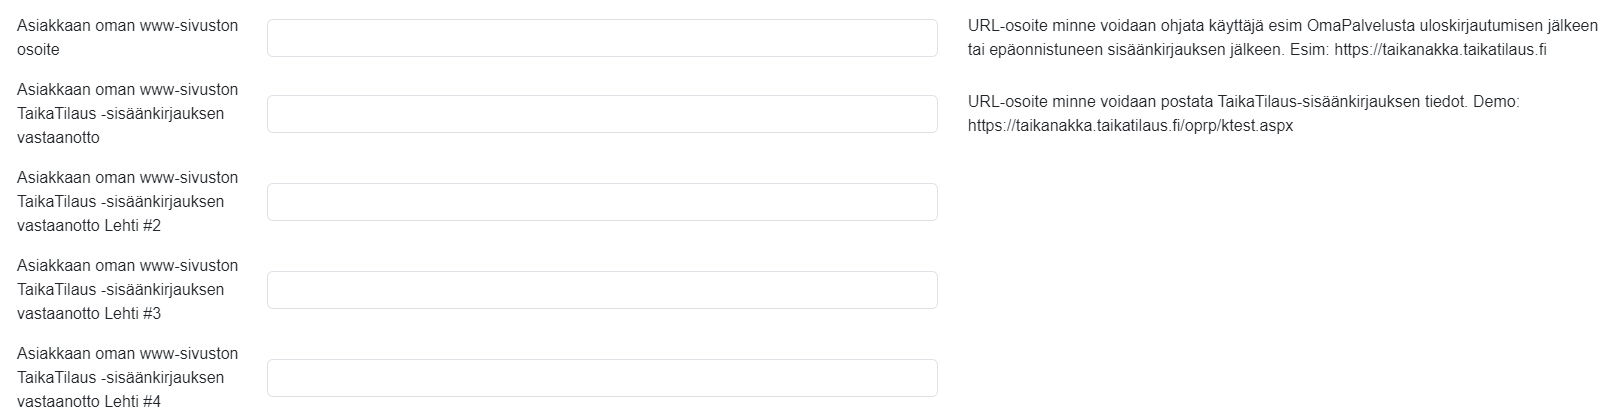 Asiakkaan oman www-sivuston
osoite
URL-osoite minne voidaan ohjata käyttäjä esim OmaPalvelusta uloskirjautumisen jälkeen
tai epäonnistuneen sisäänkirjauksen jälkeen. Esim: https://taikanakka.taikatilaus.fi
Asiakkaan oman www-sivuston
TaikaTilaus -sisäänkirjauksen
vastaanotto
URL-osoite minne voidaan postata TaikaTilaus-sisäänkirjauksen tiedot. Demo:
https://taikanakka.taikatilaus.fi/oprp/ktest.aspx
Asiakkaan oman www-sivuston
TaikaTilaus -sisäänkirjauksen
vastaanotto Lehti #2
Asiakkaan oman www-sivuston
TaikaTilaus -sisäänkirjauksen
vastaanotto Lehti #3
Asiakkaan oman www-sivuston
TaikaTilaus -sisäänkirjauksen
vastaanotto Lehti #4